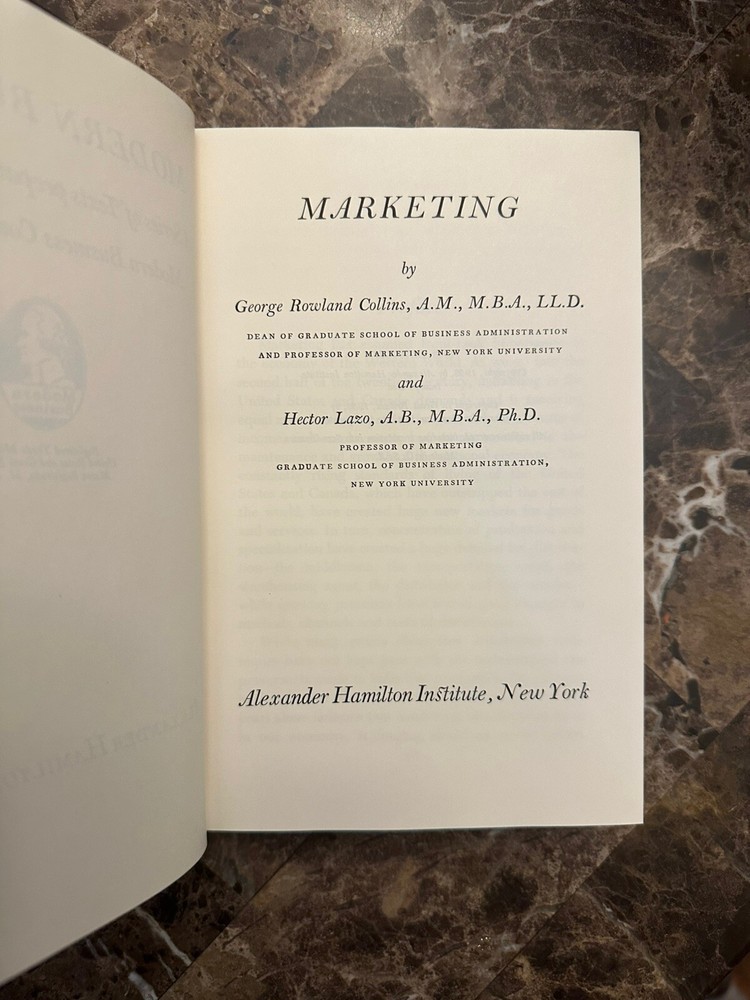 MARKETING
by
George Rowland Collins, A.M., M.B.A., LL.D.
DEAN OF GRADUATE SCHOOL OF BUSINESS ADMINISTRATION
AND PROFESSOR OF MARKETING, NEW YORK UNIVERSITY
and
Hector Lazo, A.B., M.B.A., Ph.D.
PROFESSOR OF MARKETING
GRADUATE SCHOOL OF BUSINESS ADMINISTRATION,
NEW YORK UNIVERSITY
Alexander Hamilton Institute, New York